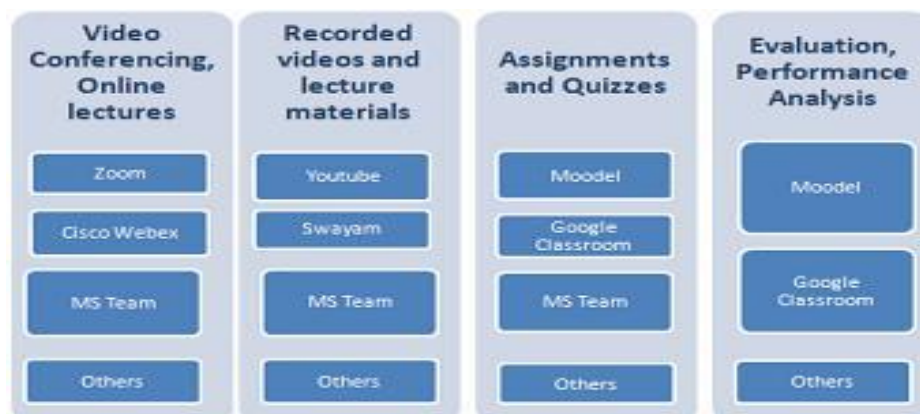 Video
Conferencing,
Online
lectures
Zoom
Cisco Webex
MS Team
Others
Recorded
videos and
lecture
materials
Youtube
Swayam
MS Team
Others
Assignments
and Quizzes
Moodel
Google
Classroom
MS Team
Others
Evaluation,
Performance
Analysis
Moodel
Google
Classroom
Others